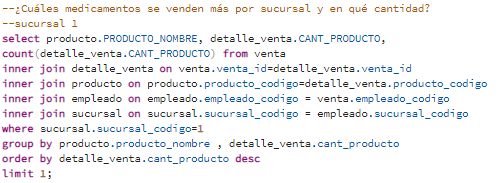 --¿Cuáles medicamentos se venden más por sucursal y en qué cantidad?
--sucursal 1
select producto.PRODUCTO_NOMBRE, detalle_venta.CANT_PRODUCTO,
count(detalle_venta.CANT_PRODUCTO) from venta
inner join detalle_venta on venta.venta_id=detalle_venta.venta_id
inner join producto on producto.producto_codigo=detalle_venta.producto_codigo
inner join empleado on empleado.empleado_codigo = venta.empleado_codigo
inner join sucursal on sucursal.sucursal_codigo = empleado.sucursal_codigo
where sucursal.sucursal_codigo=1
group by producto.producto_nombre , detalle_venta.cant_producto
order by detalle_venta.cant_producto desc
limit 1;